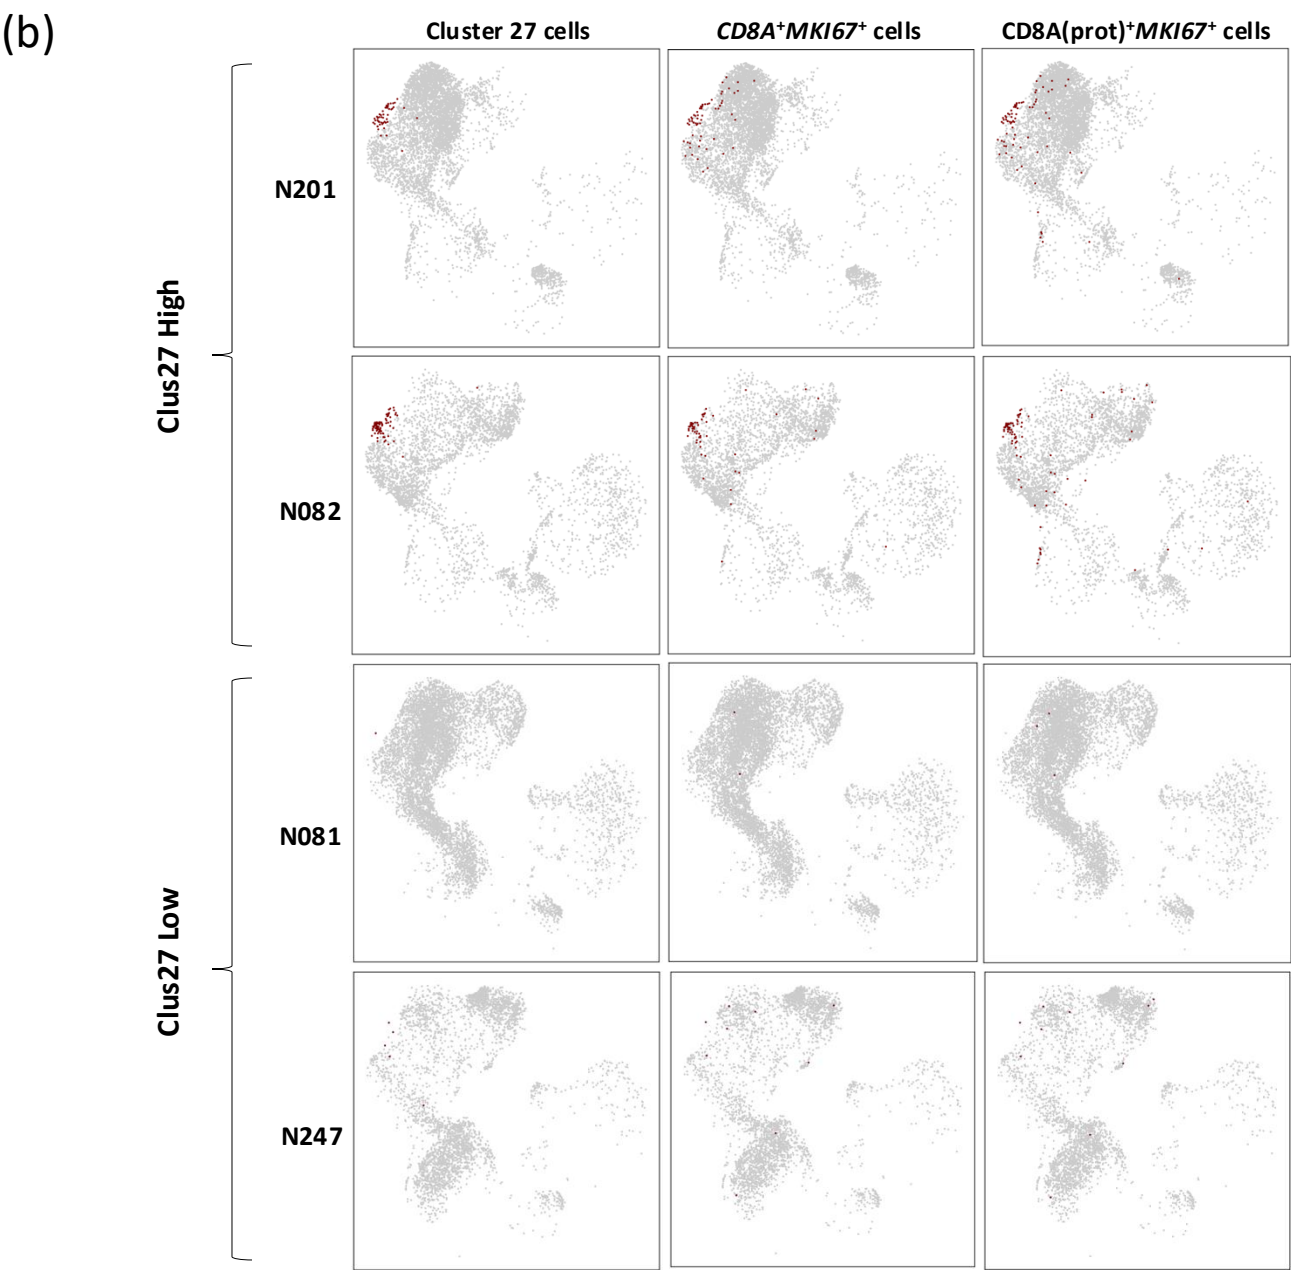 (b)
Cluster 27 cells
CD8A⁺MKI67⁺ cells
CD8A(prot)⁺MKI67⁺ cells
Clus27 High
N201
N082
Clus27 Low
N081
N247